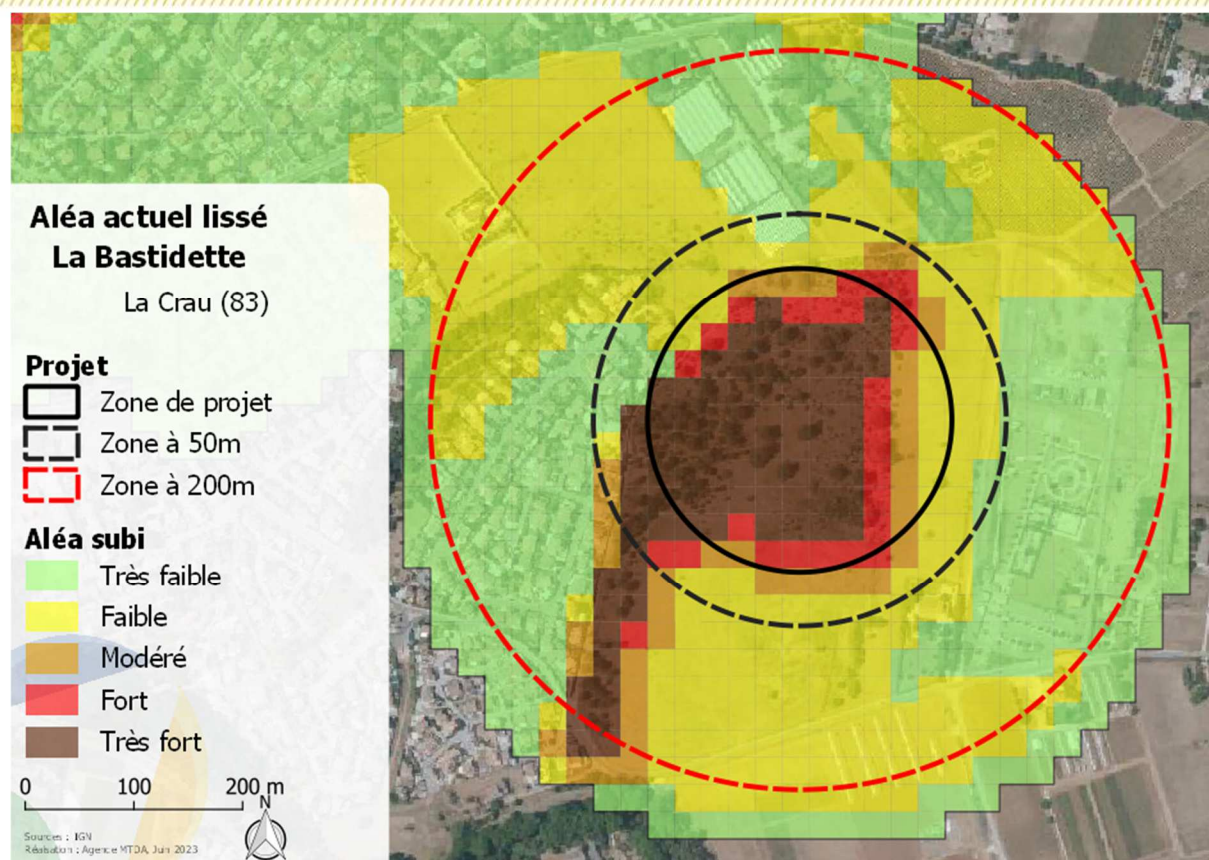 Aléa actuel lissé
La Bastidette
La Crau (83)
Projet
Zone de projet
Zone à 50m
Zone à 200m
Aléa subi
Très faible
Faible
Modéré
Fort
Très fort
0 100 200 m
N
Sources : IGN
Réalisation : Agence MTDA, Jun 2023